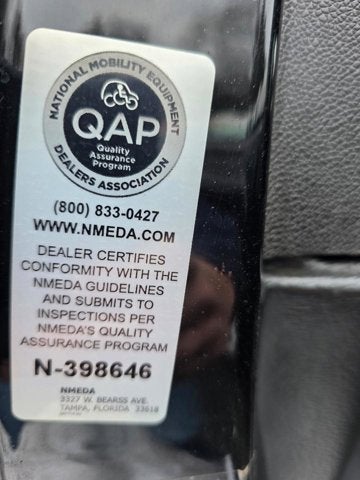 NATIONAL MOBILITY EQUIPMENT
QAP
Quality
Assurance
Program
DEALERS ASSOCIATION
(800) 833-0427
WWW.NMEDA.COM
DEALER CERTIFIES
CONFORMITY WITH THE
NMEDA GUIDELINES
AND SUBMITS TO
INSPECTIONS PER
NMEDA'S QUALITY
ASSURANCE PROGRAM
N-398646
NMEDA
3327 W. BEARSS AVE.
TAMPA, FLORIDA 33618